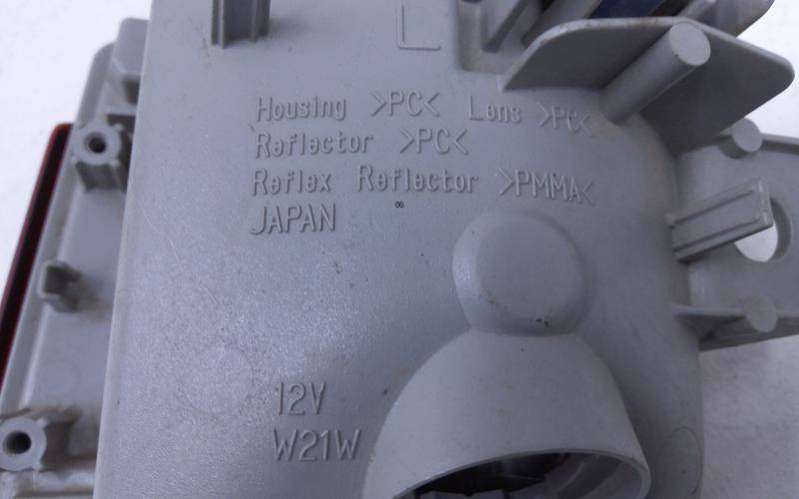 L
Housing >PC< Lens >PC<
Reflector >PC<
Reflex Reflector >PMMA<
JAPAN
12V
W21W